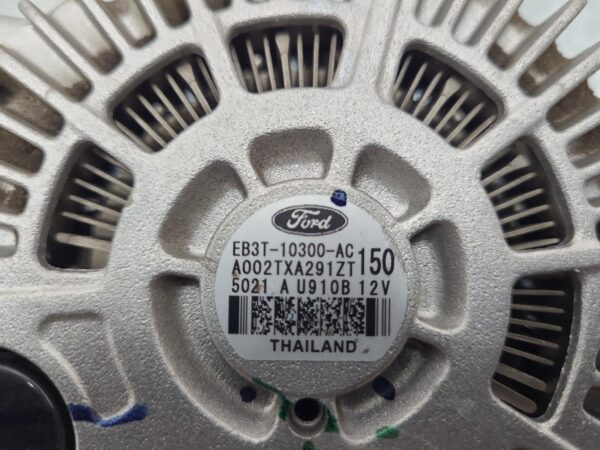 Ford
EB3T-10300-AC
A002TXA291ZT 150
5021 A U910B 12V
THAILAND